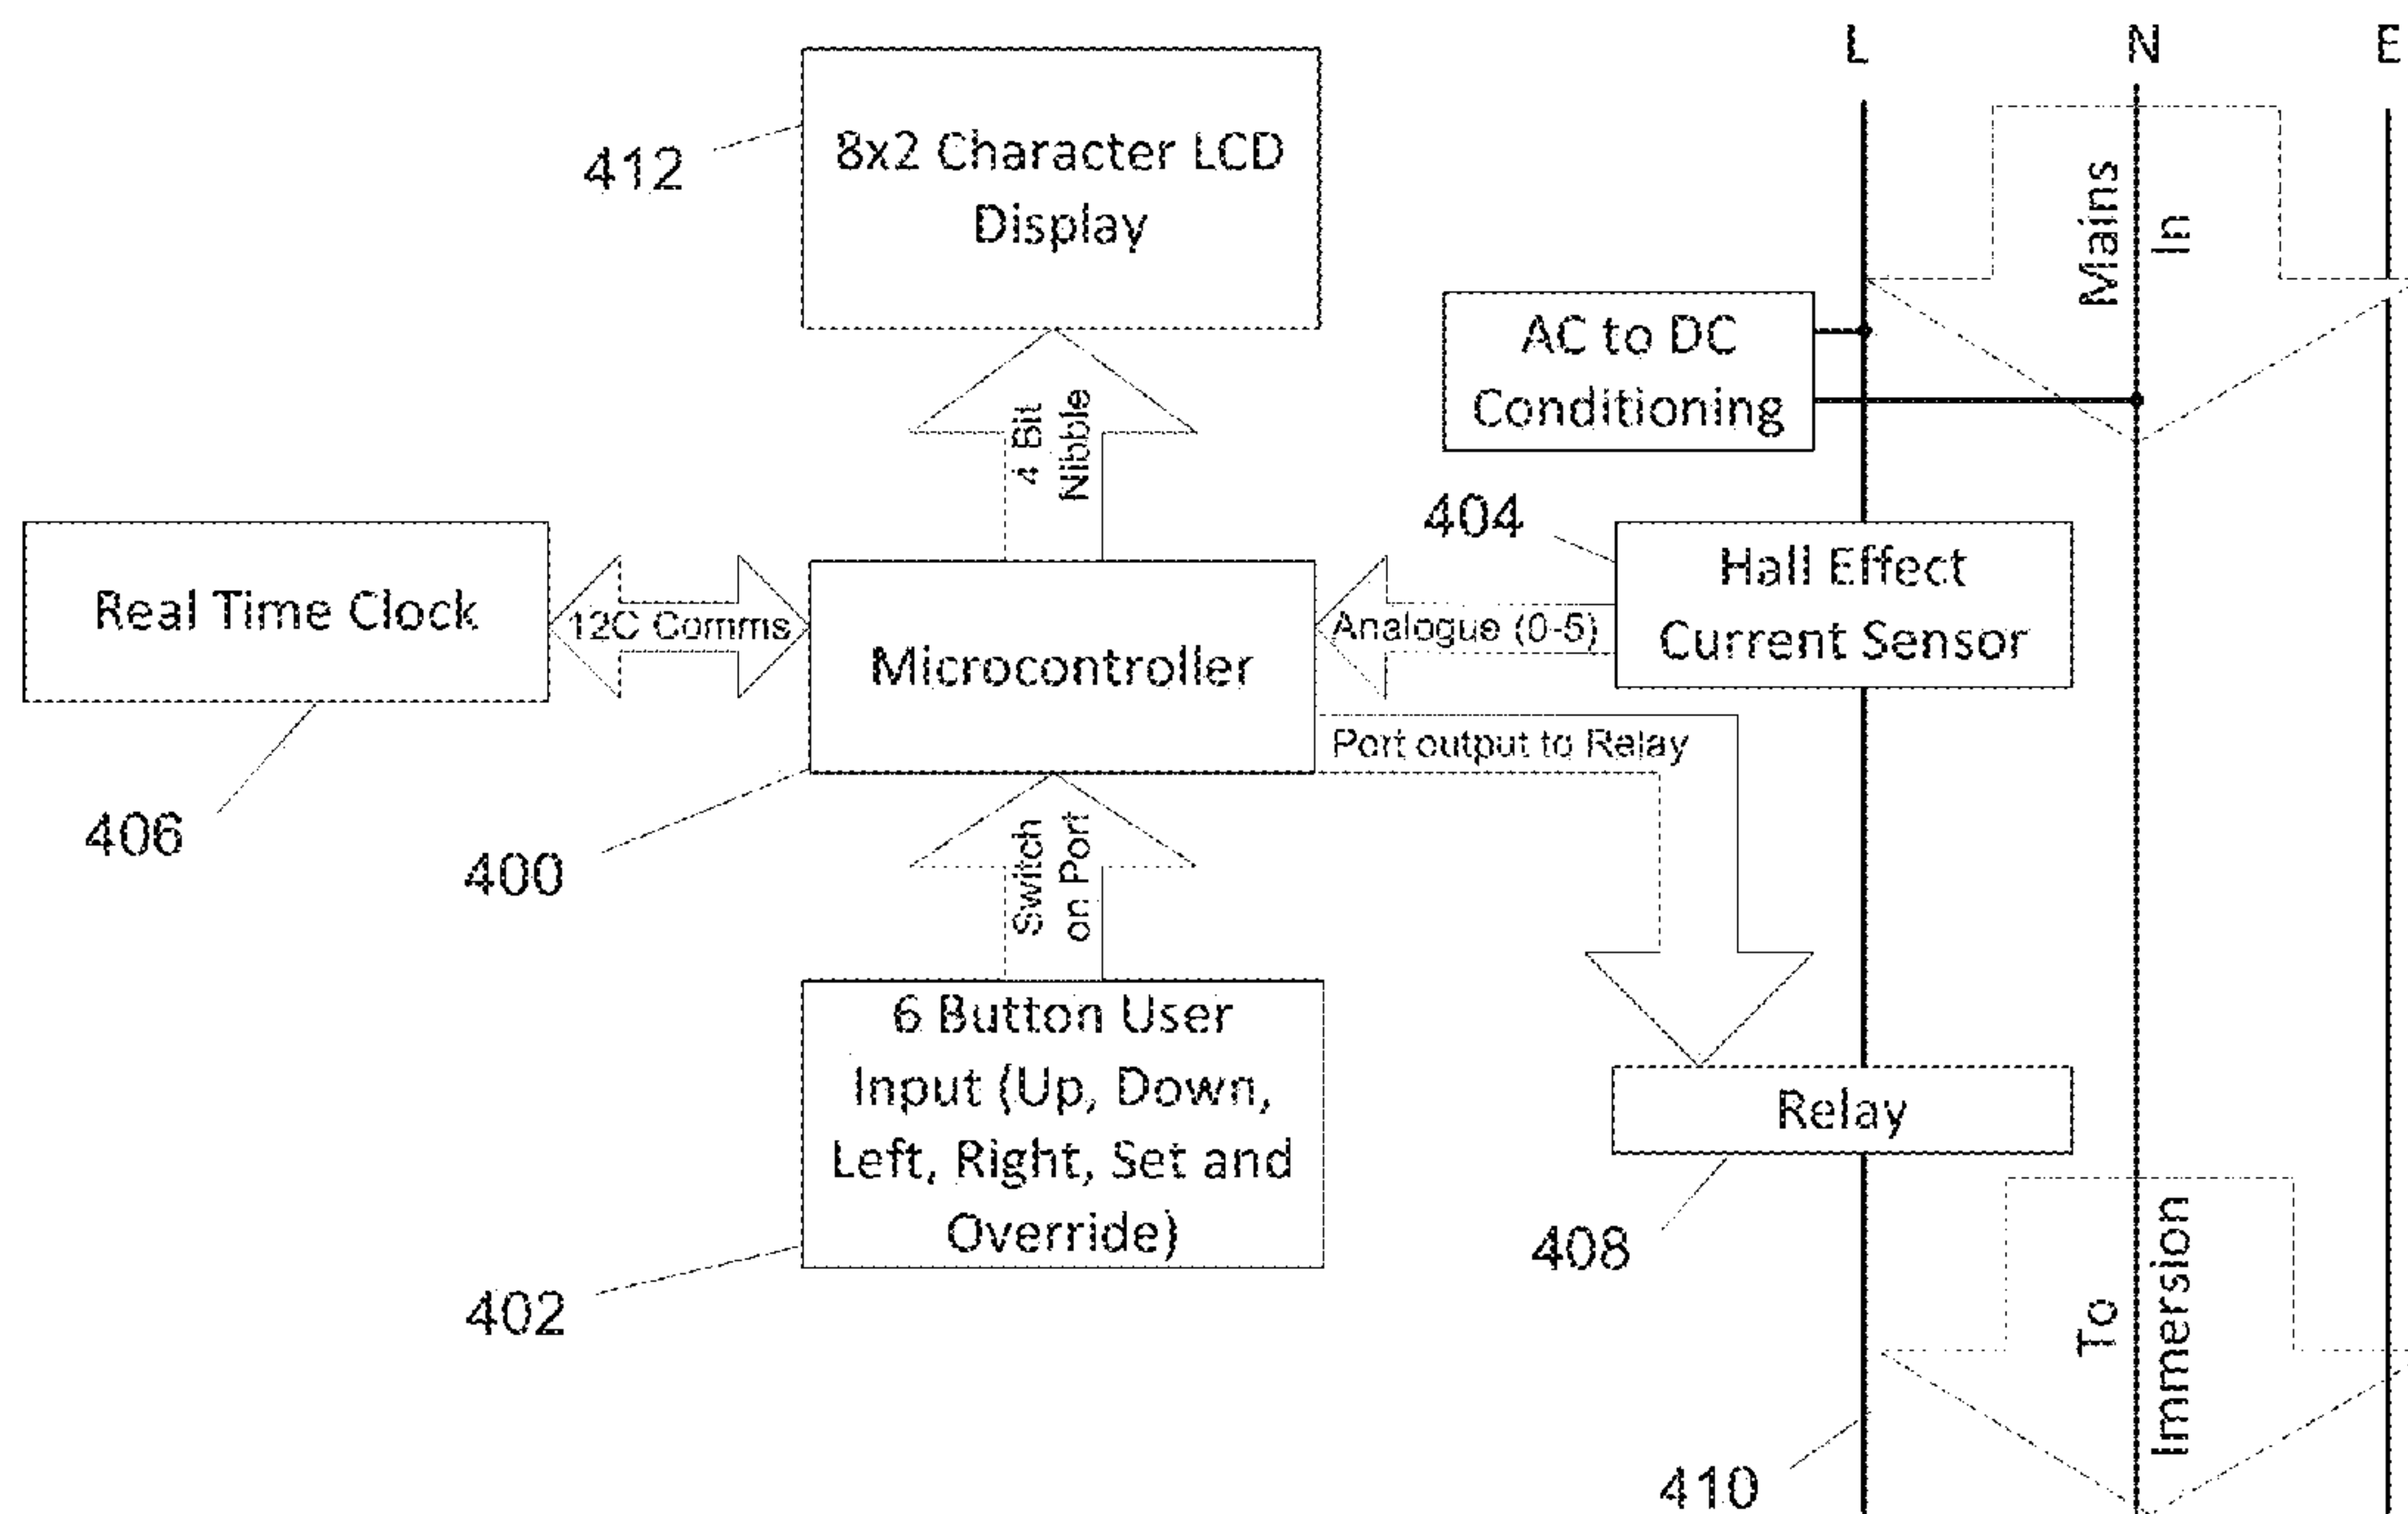 L N E
412
8x2 Character LCD
Display
Mains
In
AC to DC
Conditioning
4 Bit
Nibble
404
Real Time Clock
12C Comms
Microcontroller
Analogue (0-5)
Hall Effect
Current Sensor
Port output to Relay
406
400
Switch
on Port
6 Button User
Input (Up, Down,
Left, Right, Set and
Override)
402
Relay
408
To
Immersion
410